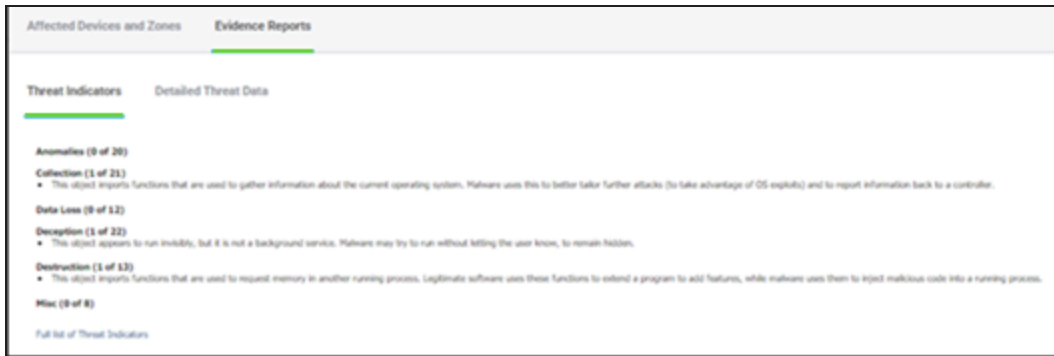 Affected Devices and Zones Evidence Reports
Threat Indicators Detailed Threat Data
Anomalies (0 of 20)
Collection (1 of 21)
• This object imports functions that are used to gather information about the current operating system. Malware uses this to better tailor further attacks (to take advantage of OS exploits) and to report information back to a controller.
Data Loss (0 of 12)
Deception (1 of 22)
• This object appears to run invisibly, but it is not a background service. Malware may try to run without letting the user know, to remain hidden.
Destruction (1 of 13)
• This object imports functions that are used to request memory in another running process. Legitimate software uses these functions to extend a program to add features, while malware uses them to inject malicious code into a running process.
Misc (0 of 8)
Full list of Threat Indicators